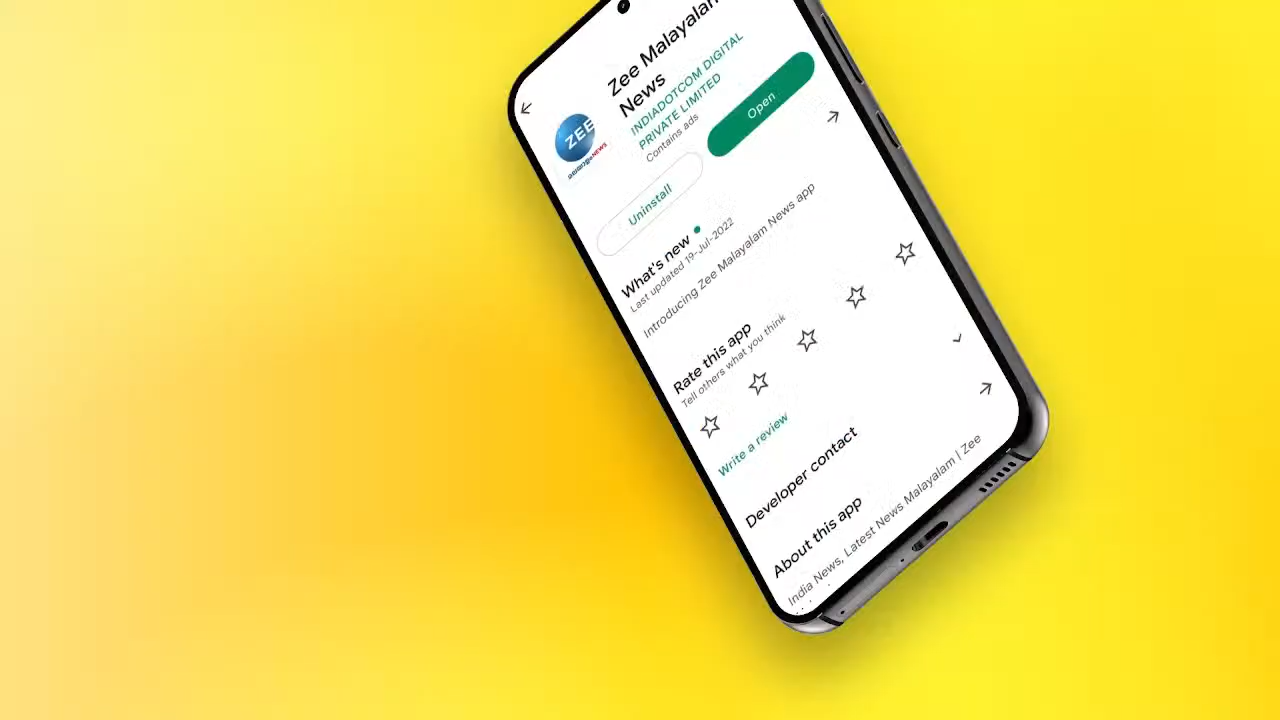 Zee Malayalam
News
INDIADOTCOM DIGITAL
PRIVATE LIMITED
Contains ads
ZEE
മലയാളംNEWS
Uninstall
Open
What's new
Last updated 19-Jul-2022
Introducing Zee Malayalam News app
Rate this app
Tell others what you think
Write a review
Developer contact
About this app
India News, Latest News Malayalam | Zee